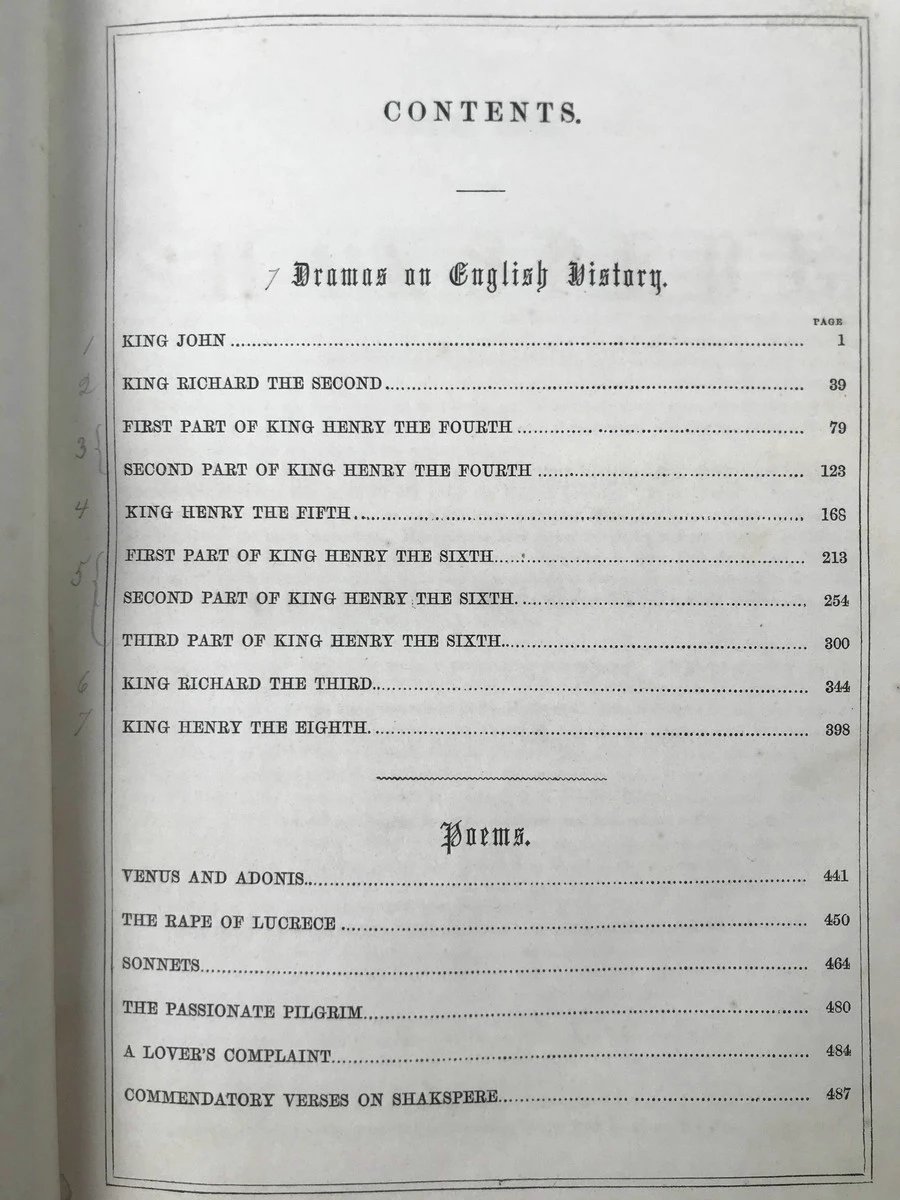 CONTENTS.
7 Dramas on English History.
PAGE
1 KING JOHN 1
2 KING RICHARD THE SECOND 39
3 { FIRST PART OF KING HENRY THE FOURTH 79
SECOND PART OF KING HENRY THE FOURTH 123
4 KING HENRY THE FIFTH 168
5 { FIRST PART OF KING HENRY THE SIXTH 213
SECOND PART OF KING HENRY THE SIXTH. 254
THIRD PART OF KING HENRY THE SIXTH 300
6 KING RICHARD THE THIRD 344
7 KING HENRY THE EIGHTH. 398
Poems.
VENUS AND ADONIS 441
THE RAPE OF LUCRECE 450
SONNETS 464
THE PASSIONATE PILGRIM 480
A LOVER'S COMPLAINT 484
COMMENDATORY VERSES ON SHAKSPERE 487